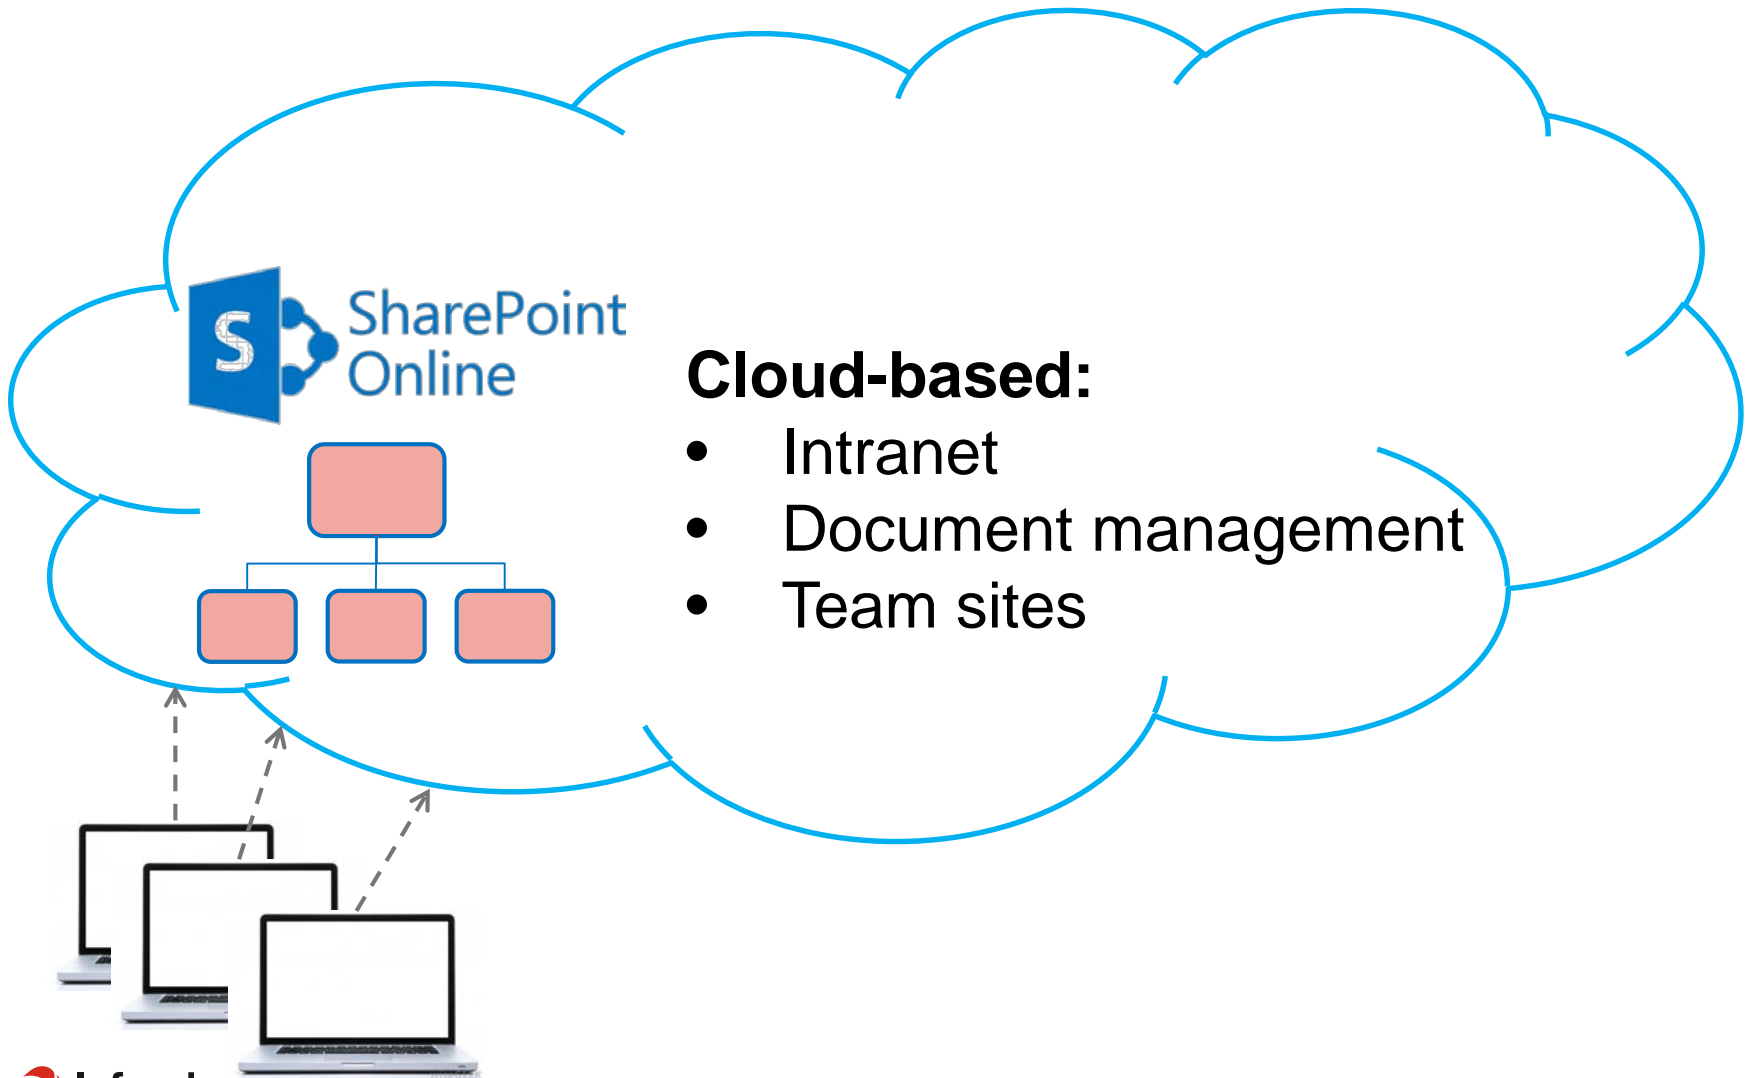 SharePoint
Online
Cloud-based:
• Intranet
• Document management
• Team sites